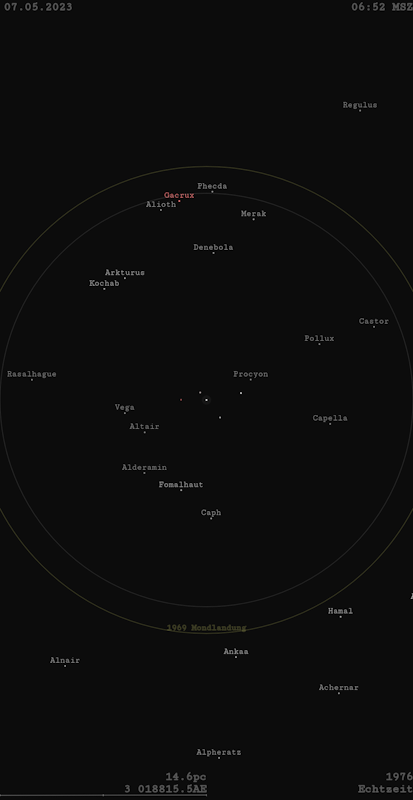 07.05.2023 06:52 MSZ
Regulus
Phecda
Gacrux
Alioth
Merak
Denebola
Arkturus
Kochab
Castor
Pollux
Rasalhague
Procyon
Vega
Capella
Altair
Alderamin
Fomalhaut
Caph
Hamal
1969 Mondlandung
Ankaa
Alnair
Achernar
Alpheratz
14.6pc 1976
3 018815.5AE Echtzeit